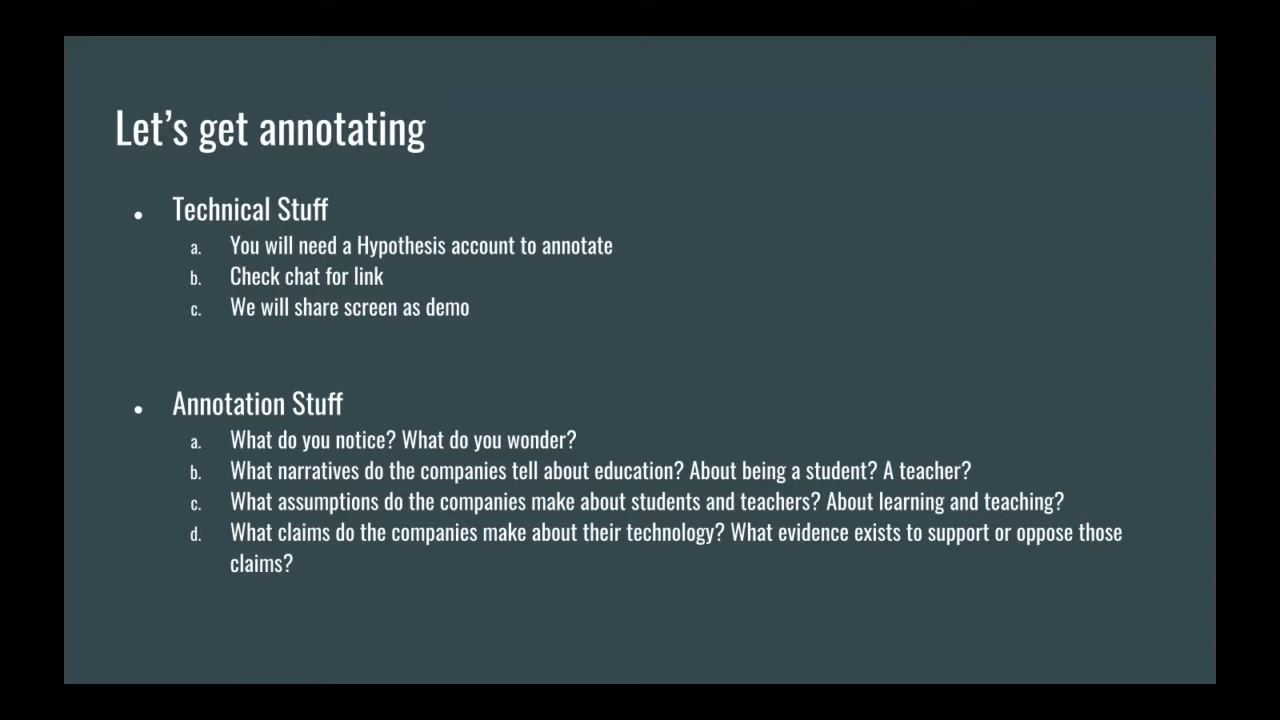 Let’s get annotating
● Technical Stuff
a. You will need a Hypothesis account to annotate
b. Check chat for link
c. We will share screen as demo
● Annotation Stuff
a. What do you notice? What do you wonder?
b. What narratives do the companies tell about education? About being a student? A teacher?
c. What assumptions do the companies make about students and teachers? About learning and teaching?
d. What claims do the companies make about their technology? What evidence exists to support or oppose those
claims?